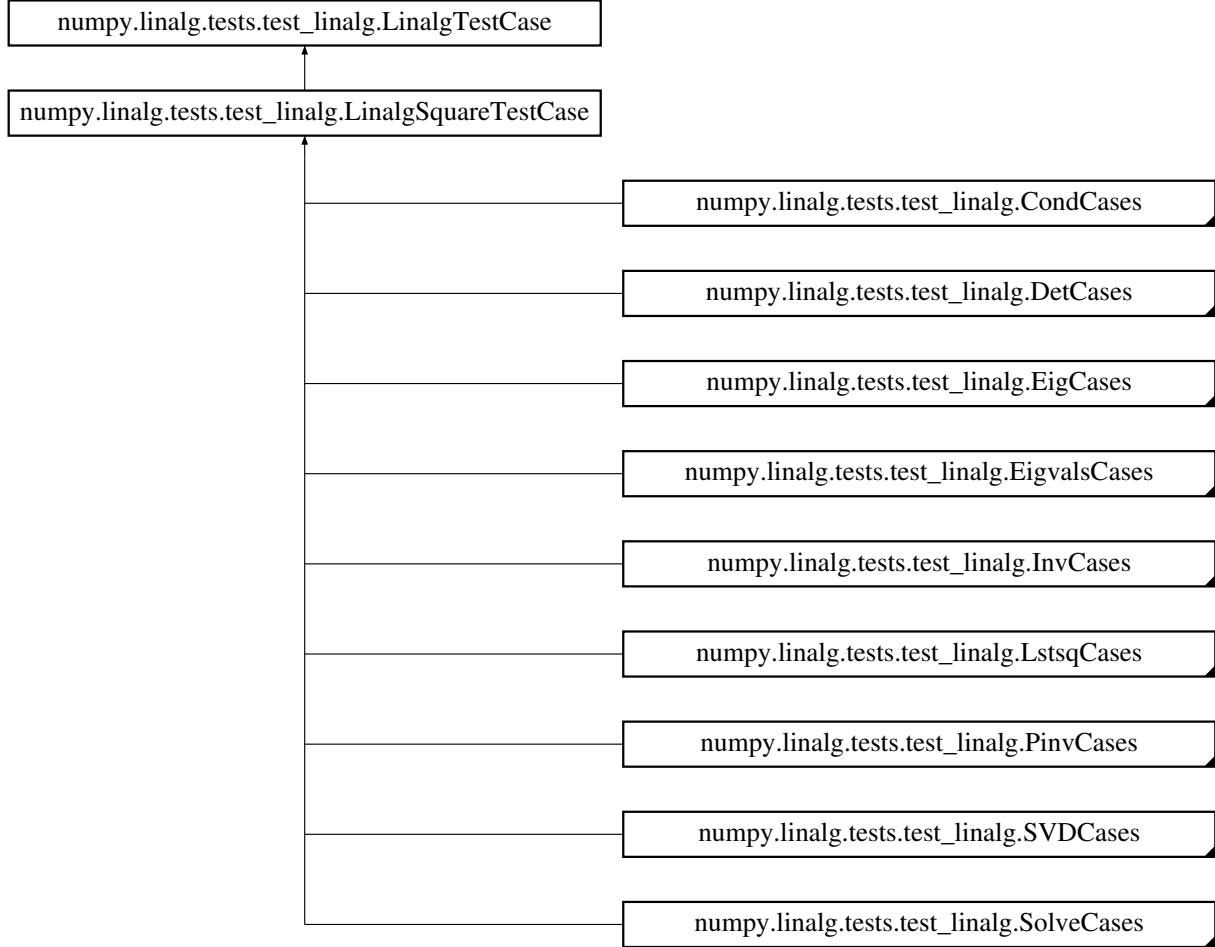 numpy.linalg.tests.test_linalg.LinalgTestCase
numpy.linalg.tests.test_linalg.LinalgSquareTestCase
numpy.linalg.tests.test_linalg.CondCases
numpy.linalg.tests.test_linalg.DetCases
numpy.linalg.tests.test_linalg.EigCases
numpy.linalg.tests.test_linalg.EigvalsCases
numpy.linalg.tests.test_linalg.InvCases
numpy.linalg.tests.test_linalg.LstsqCases
numpy.linalg.tests.test_linalg.PinvCases
numpy.linalg.tests.test_linalg.SVDCases
numpy.linalg.tests.test_linalg.SolveCases